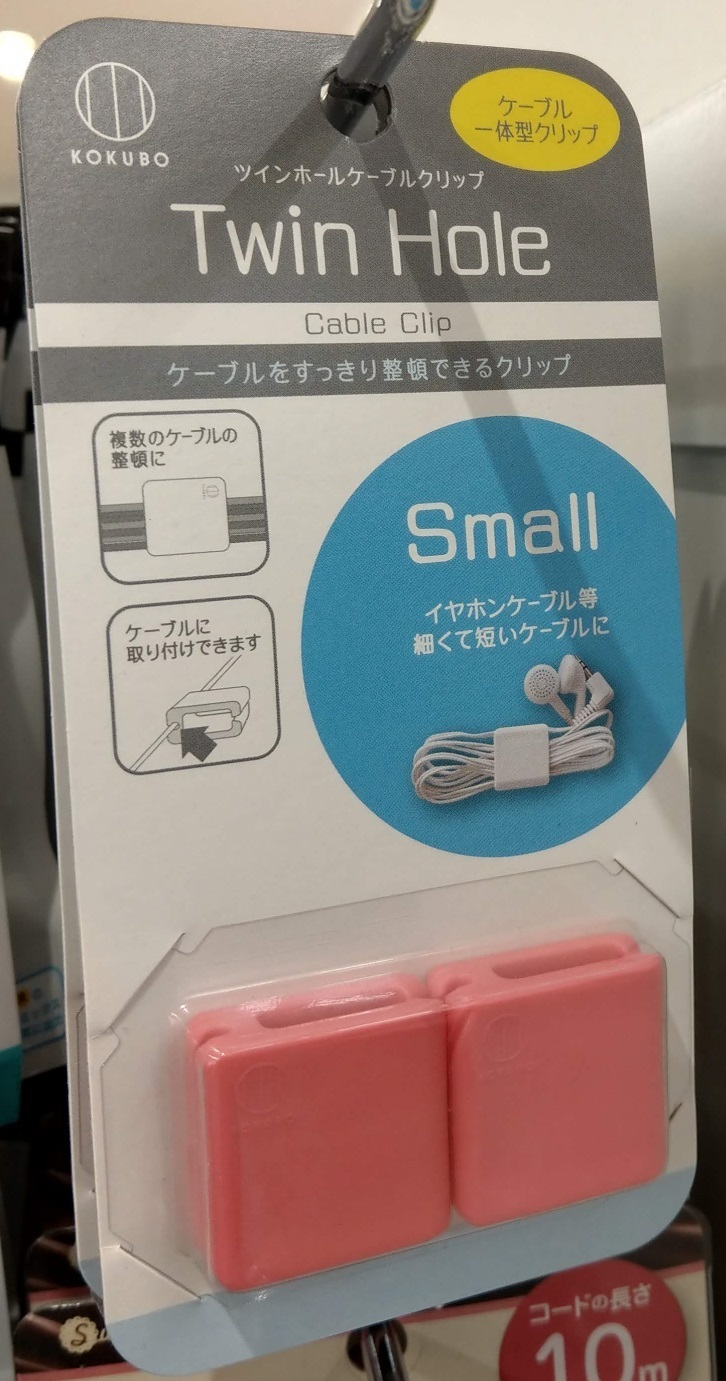 KOKUBO
ケーブル
一体型クリップ
ツインホールケーブルクリップ
Twin Hole
Cable Clip
ケーブルをすっきり整頓できるクリップ
複数のケーブルの
整頓に
ケーブルに
取り付けできます
Small
イヤホンケーブル等
細くて短いケーブルに
コードの長さ
10m